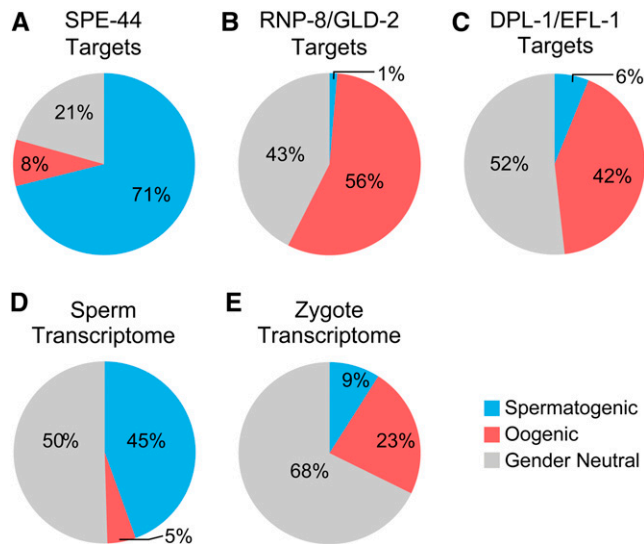 A
SPE-44
Targets
21%
8%
71%
B
RNP-8/GLD-2
Targets
1%
43%
56%
C
DPL-1/EFL-1
Targets
6%
52%
42%
D
Sperm
Transcriptome
50%
45%
5%
E
Zygote
Transcriptome
9%
23%
68%
Spermatogenic
Oogenic
Gender Neutral